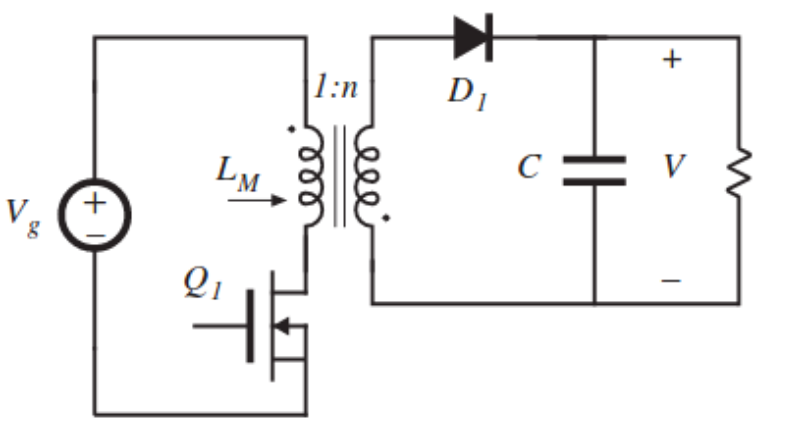 1:n
D1
LM
C
+
V
−
Vg
+
−
Q1